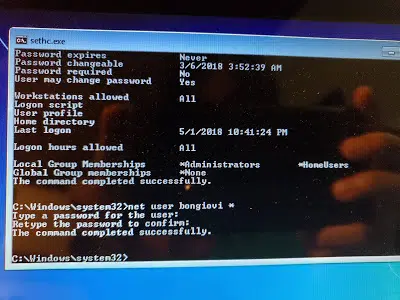 sethc.exe
Password expires Never
Password changeable 3/6/2018 3:52:39 AM
Password required No
User may change password Yes
Workstations allowed All
Logon script
User profile
Home directory
Last logon 5/1/2018 10:41:24 PM
Logon hours allowed All
Local Group Memberships *Administrators *HomeUsers
Global Group memberships *None
The command completed successfully.
C:\Windows\system32>net user bongiovi *
Type a password for the user:
Retype the password to confirm:
The command completed successfully.
C:\Windows\system32>